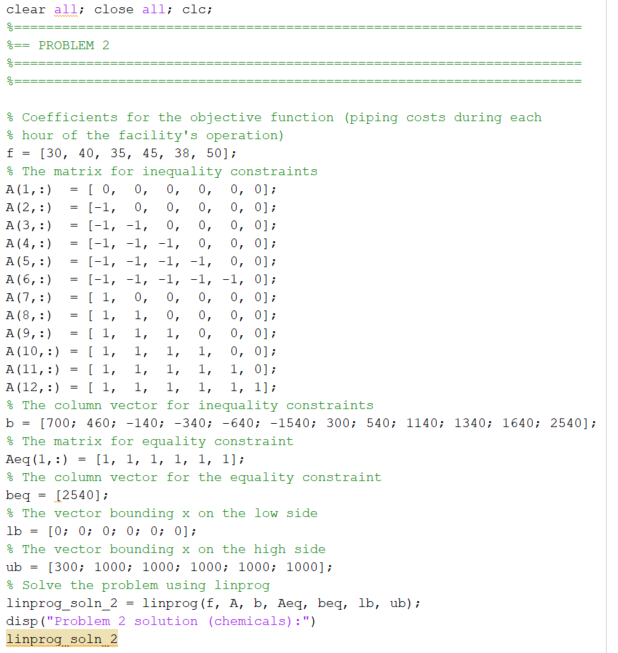 clear all; close all; clc;
%=======================================================================
%== PROBLEM 2
%=======================================================================
%=======================================================================
% Coefficients for the objective function (piping costs during each
% hour of the facility's operation)
f = [30, 40, 35, 45, 38, 50];
% The matrix for inequality constraints
A(1,:)  = [ 0,  0,  0,  0,  0, 0];
A(2,:)  = [-1,  0,  0,  0,  0, 0];
A(3,:)  = [-1, -1,  0,  0,  0, 0];
A(4,:)  = [-1, -1, -1,  0,  0, 0];
A(5,:)  = [-1, -1, -1, -1,  0, 0];
A(6,:)  = [-1, -1, -1, -1, -1, 0];
A(7,:)  = [ 1,  0,  0,  0,  0, 0];
A(8,:)  = [ 1,  1,  0,  0,  0, 0];
A(9,:)  = [ 1,  1,  1,  0,  0, 0];
A(10,:) = [ 1,  1,  1,  1,  0, 0];
A(11,:) = [ 1,  1,  1,  1,  1, 0];
A(12,:) = [ 1,  1,  1,  1,  1, 1];
% The column vector for inequality constraints
b = [700; 460; -140; -340; -640; -1540; 300; 540; 1140; 1340; 1640; 2540];
% The matrix for equality constraint
Aeq(1,:) = [1, 1, 1, 1, 1, 1];
% The column vector for the equality constraint
beq = [2540];
% The vector bounding x on the low side
lb = [0; 0; 0; 0; 0; 0];
% The vector bounding x on the high side
ub = [300; 1000; 1000; 1000; 1000; 1000];
% Solve the problem using linprog
linprog_soln_2 = linprog(f, A, b, Aeq, beq, lb, ub);
disp("Problem 2 solution (chemicals):")
linprog_soln_2